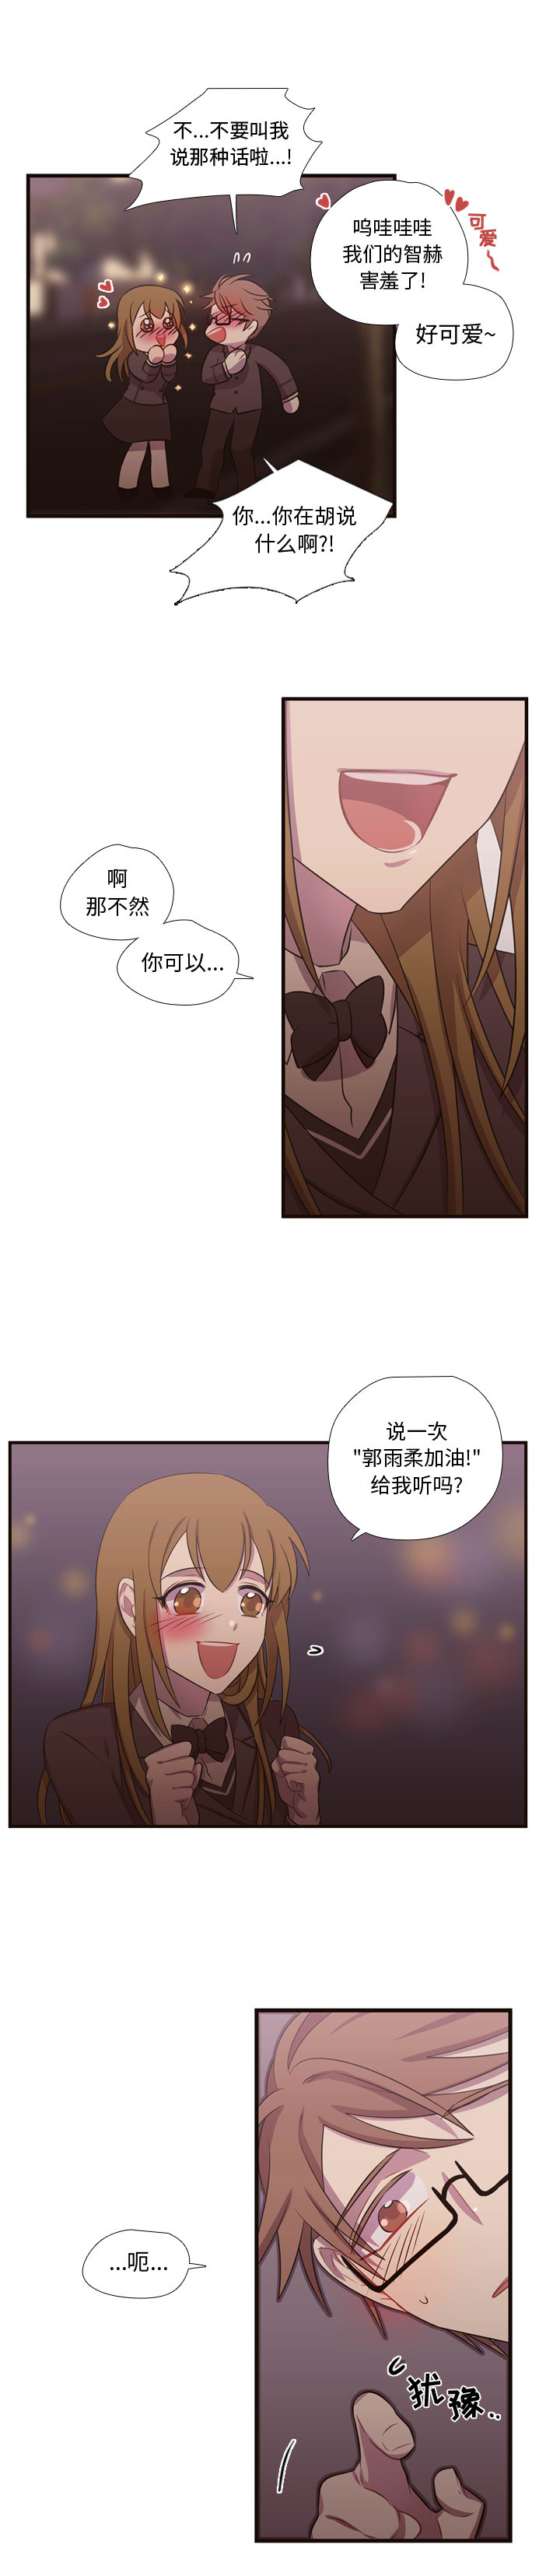 不...不要叫我
说那种话啦...!
呜哇哇哇
我们的智赫
害羞了!
可爱~
好可爱~
你...你在胡说
什么啊?!
啊
那不然
你可以...
说一次
"郭雨柔加油!"
给我听吗?
...呃...
犹豫..